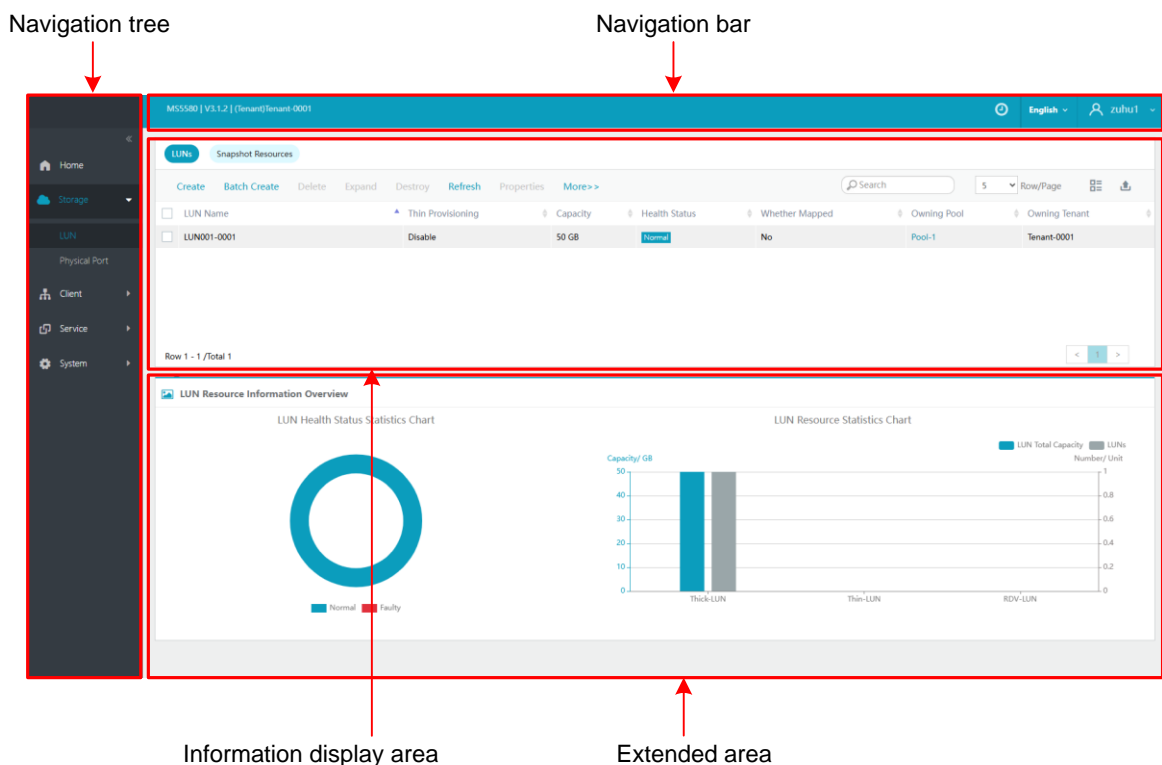 Navigation tree
Navigation bar
MS5580 | V3.1.2 | (Tenant)Tenant-0001
English
zuhu1
Home
Storage
LUN
Physical Port
Client
Service
System
LUNs Snapshot Resources
Create Batch Create Delete Expand Destroy Refresh Properties More>>
Search
5 Row/Page
LUN Name Thin Provisioning Capacity Health Status Whether Mapped Owning Pool Owning Tenant
LUN001-0001 Disable 50 GB Normal No Pool-1 Tenant-0001
Row 1 - 1 /Total 1
< 1 >
LUN Resource Information Overview
LUN Health Status Statistics Chart
Normal Faulty
LUN Resource Statistics Chart
LUN Total Capacity LUNs
Capacity/ GB
Number/ Unit
50
40
30
20
10
0
1
0.8
0.6
0.4
0.2
0
Thick-LUN Thin-LUN RDV-LUN
Information display area
Extended area